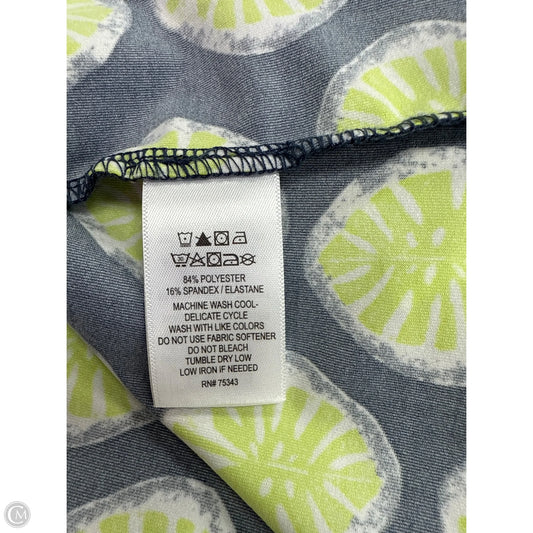 84% POLYESTER
16% SPANDEX / ELASTANE
MACHINE WASH COOL-
DELICATE CYCLE
WASH WITH LIKE COLORS
DO NOT USE FABRIC SOFTENER
DO NOT BLEACH
TUMBLE DRY LOW
LOW IRON IF NEEDED
RN# 75343